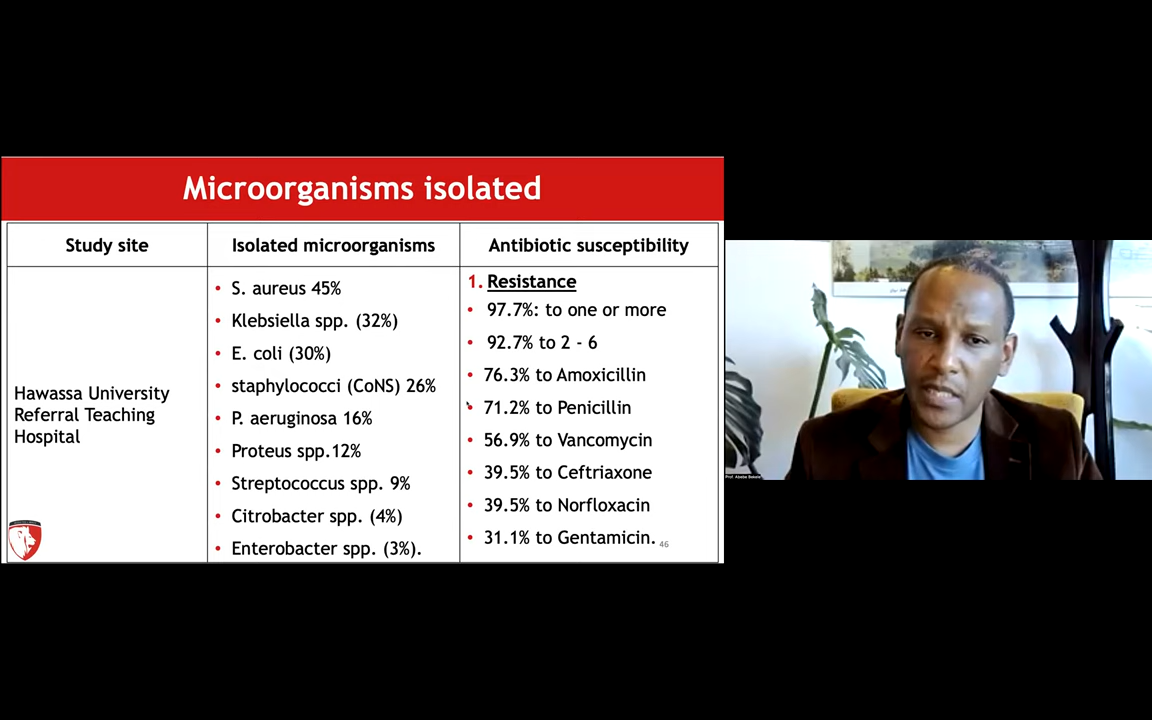 Microorganisms isolated
Study site
Isolated microorganisms
Antibiotic susceptibility
Hawassa University
Referral Teaching
Hospital
• S. aureus 45%
• Klebsiella spp. (32%)
• E. coli (30%)
• staphylococci (CoNS) 26%
• P. aeruginosa 16%
• Proteus spp.12%
• Streptococcus spp. 9%
• Citrobacter spp. (4%)
• Enterobacter spp. (3%).
1. Resistance
• 97.7%: to one or more
• 92.7% to 2 - 6
• 76.3% to Amoxicillin
• 71.2% to Penicillin
• 56.9% to Vancomycin
• 39.5% to Ceftriaxone
• 39.5% to Norfloxacin
• 31.1% to Gentamicin.
46